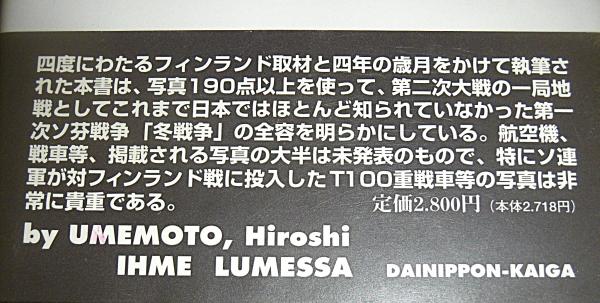 四度にわたるフィンランド取材と四年の歳月をかけて執筆さ
れた本書は、写真190点以上を使って、第二次大戦の一局地
戦としてこれまで日本ではほとんど知られていなかった第一
次ソ芬戦争「冬戦争」の全容を明らかにしている。航空機、
戦車等、掲載される写真の大半は未発表のもので、特にソ連
軍が対フィンランド戦に投入したT100重戦車等の写真は非
常に貴重である。 定価2.800円（本体2.718円）
by UMEMOTO, Hiroshi
IHME LUMESSA DAINIPPON-KAIGA